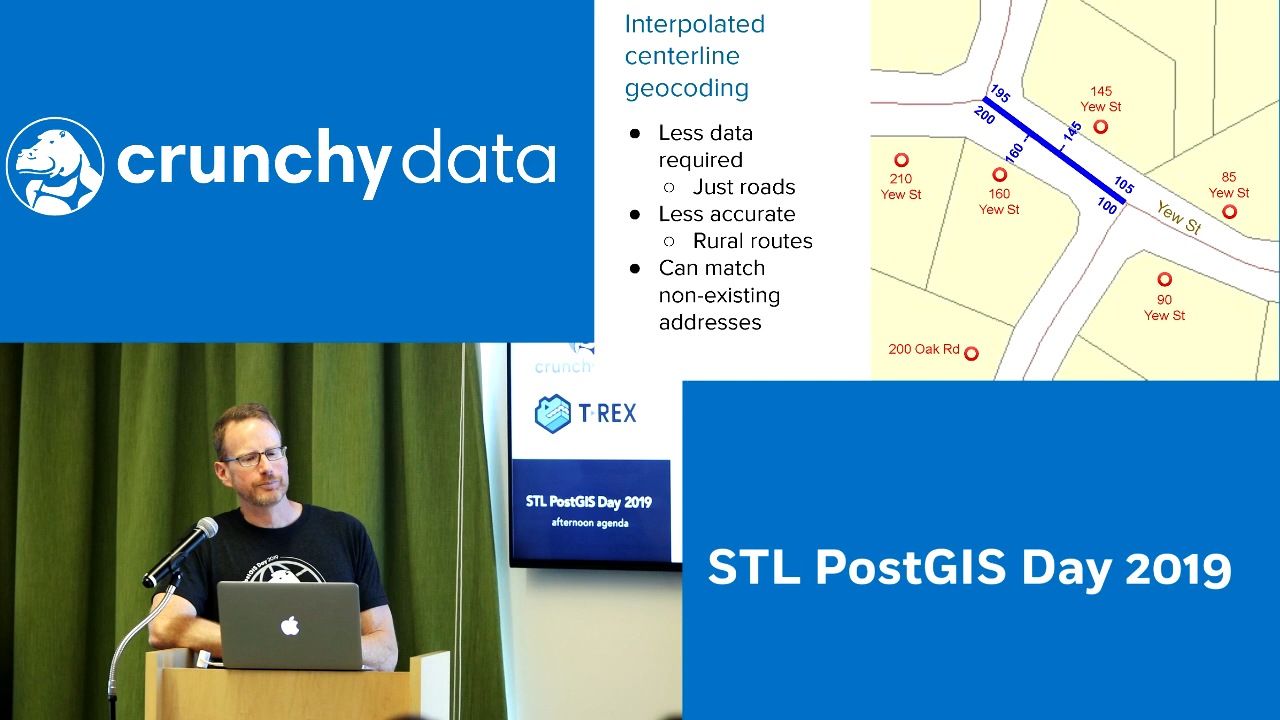 crunchydata
Interpolated
centerline
geocoding
● Less data
required
○ Just roads
● Less accurate
○ Rural routes
● Can match
non-existing
addresses
195
200
145
Yew St
145
160
210
Yew St
160
Yew St
105
100
85
Yew St
Yew St
90
Yew St
200 Oak Rd
crunch
T-REX
STL PostGIS Day 2019
afternoon agenda
STL PostGIS Day 2019